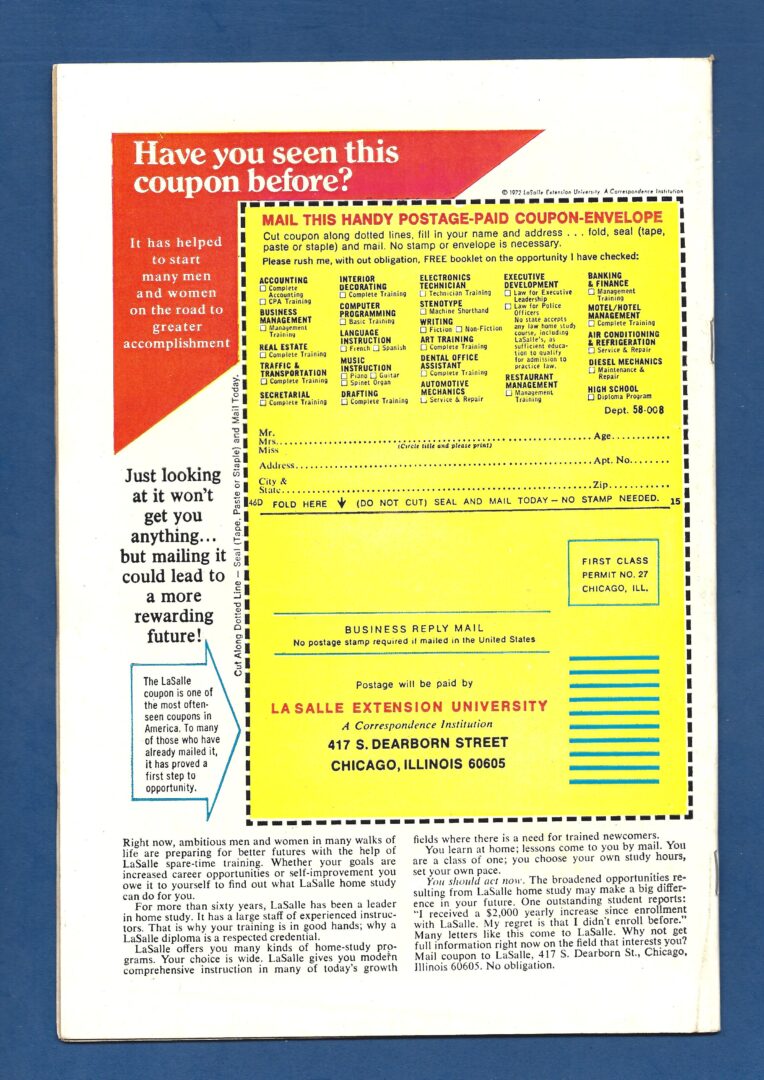 Have you seen this
coupon before?
© 1972 LaSalle Extension University. A Correspondence Institution
It has helped
to start
many men
and women
on the road to
greater
accomplishment
Just looking
at it won't
get you
anything...
but mailing it
could lead to
a more
rewarding
future!
The LaSalle
coupon is one of
the most often-
seen coupons in
America. To many
of those who have
already mailed it,
it has proved a
first step to
opportunity.
Cut Along Dotted Line — Seal (Tape, Paste or Staple) and Mail Today.
MAIL THIS HANDY POSTAGE-PAID COUPON-ENVELOPE
Cut coupon along dotted lines, fill in your name and address . . . fold, seal (tape,
paste or staple) and mail. No stamp or envelope is necessary.
Please rush me, with out obligation, FREE booklet on the opportunity I have checked:
ACCOUNTING
☐ Complete
Accounting
☐ CPA Training
BUSINESS
MANAGEMENT
☐ Management
Training
REAL ESTATE
☐ Complete Training
TRAFFIC &
TRANSPORTATION
☐ Complete Training
SECRETARIAL
☐ Complete Training
INTERIOR
DECORATING
☐ Complete Training
COMPUTER
PROGRAMMING
☐ Basic Training
LANGUAGE
INSTRUCTION
☐ French ☐ Spanish
MUSIC
INSTRUCTION
☐ Piano ☐ Guitar
☐ Spinet Organ
DRAFTING
☐ Complete Training
ELECTRONICS
TECHNICIAN
☐ Technician Training
STENOTYPE
☐ Machine Shorthand
WRITING
☐ Fiction ☐ Non-Fiction
ART TRAINING
☐ Complete Training
DENTAL OFFICE
ASSISTANT
☐ Complete Training
AUTOMOTIVE
MECHANICS
☐ Service & Repair
EXECUTIVE
DEVELOPMENT
☐ Law for Executive
Leadership
☐ Law for Police
Officers
No state accepts
any law home study
course, including
LaSalle's, as
sufficient educa-
tion to qualify
for admission to
practice law.
RESTAURANT
MANAGEMENT
☐ Management
Training
BANKING
& FINANCE
☐ Management
Training
MOTEL/HOTEL
MANAGEMENT
☐ Complete Training
AIR CONDITIONING
& REFRIGERATION
☐ Service & Repair
DIESEL MECHANICS
☐ Maintenance &
Repair
HIGH SCHOOL
☐ Diploma Program
Dept. 58-008
Mr.
Mrs. Age
Miss (Circle title and please print)
Address Apt. No.
City &
State Zip
46D FOLD HERE ↓ (DO NOT CUT) SEAL AND MAIL TODAY — NO STAMP NEEDED. 15
FIRST CLASS
PERMIT NO. 27
CHICAGO, ILL.
BUSINESS REPLY MAIL
No postage stamp required if mailed in the United States
Postage will be paid by
LA SALLE EXTENSION UNIVERSITY
A Correspondence Institution
417 S. DEARBORN STREET
CHICAGO, ILLINOIS 60605
Right now, ambitious men and women in many walks of
life are preparing for better futures with the help of
LaSalle spare-time training. Whether your goals are
increased career opportunities or self-improvement you
owe it to yourself to find out what LaSalle home study
can do for you.
For more than sixty years, LaSalle has been a leader
in home study. It has a large staff of experienced instruc-
tors. That is why your training is in good hands; why a
LaSalle diploma is a respected credential.
LaSalle offers you many kinds of home-study pro-
grams. Your choice is wide. LaSalle gives you modern
comprehensive instruction in many of today's growth
fields where there is a need for trained newcomers.
You learn at home; lessons come to you by mail. You
are a class of one; you choose your own study hours,
set your own pace.
You should act now. The broadened opportunities re-
sulting from LaSalle home study may make a big differ-
ence in your future. One outstanding student reports:
"I received a $2,000 yearly increase since enrollment
with LaSalle. My regret is that I didn't enroll before."
Many letters like this come to LaSalle. Why not get
full information right now on the field that interests you?
Mail coupon to LaSalle, 417 S. Dearborn St., Chicago,
Illinois 60605. No obligation.